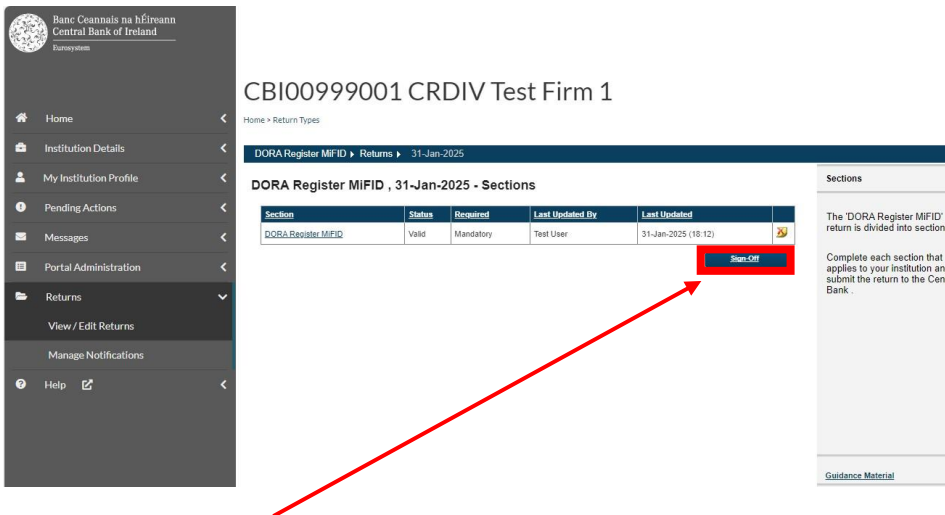 Banc Ceannais na hÉireann
Central Bank of Ireland
Eurosystem
Home
Institution Details
My Institution Profile
Pending Actions
Messages
Portal Administration
Returns
View / Edit Returns
Manage Notifications
Help
CBI00999001 CRDIV Test Firm 1
Home > Return Types
DORA Register MiFID Returns 31-Jan-2025
DORA Register MiFID , 31-Jan-2025 - Sections
Section Status Required Last Updated By Last Updated
DORA Register MiFID Valid Mandatory Test User 31-Jan-2025 (18:12)
Sign-Off
Sections
The 'DORA Register MiFID'
return is divided into section
Complete each section that
applies to your institution an
submit the return to the Cen
Bank .
Guidance Material